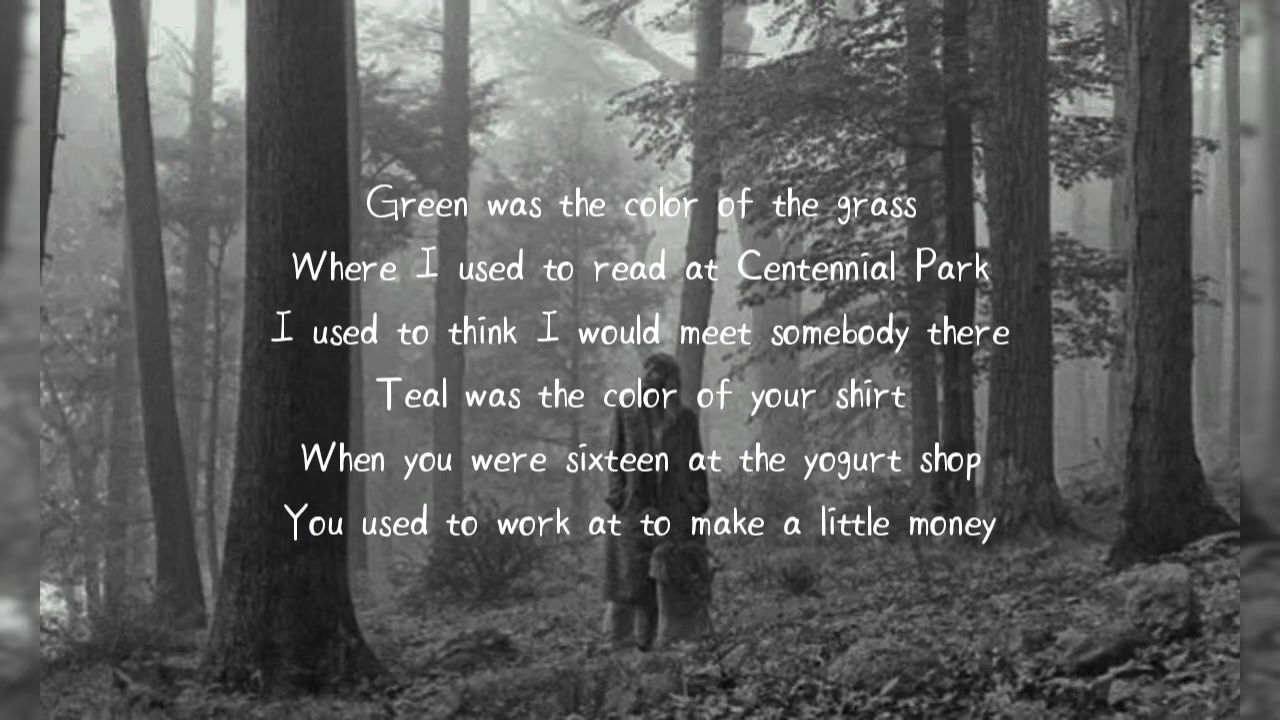 Green was the color of the grass
Where I used to read at Centennial Park
I used to think I would meet somebody there
Teal was the color of your shirt
When you were sixteen at the yogurt shop
You used to work at to make a little money